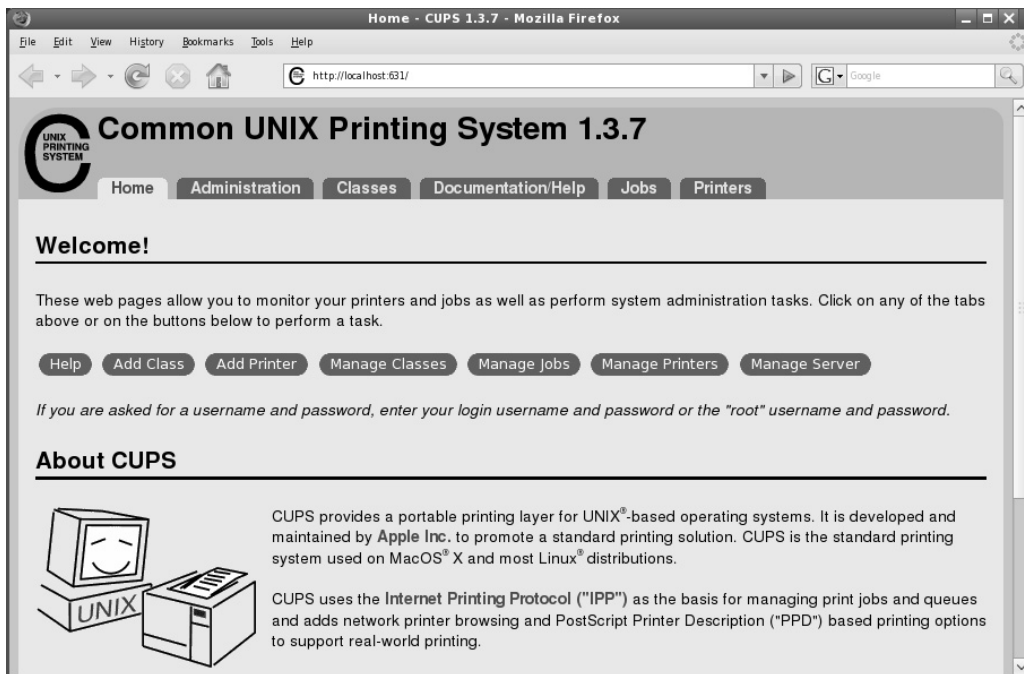 Home - CUPS 1.3.7 - Mozilla Firefox
File Edit View History Bookmarks Tools Help
http://localhost:631/
G Google
UNIX
PRINTING
SYSTEM
Common UNIX Printing System 1.3.7
Home Administration Classes Documentation/Help Jobs Printers
Welcome!
These web pages allow you to monitor your printers and jobs as well as perform system administration tasks. Click on any of the tabs
above or on the buttons below to perform a task.
Help Add Class Add Printer Manage Classes Manage Jobs Manage Printers Manage Server
If you are asked for a username and password, enter your login username and password or the "root" username and password.
About CUPS
CUPS provides a portable printing layer for UNIX®-based operating systems. It is developed and
maintained by Apple Inc. to promote a standard printing solution. CUPS is the standard printing
system used on MacOS® X and most Linux® distributions.
CUPS uses the Internet Printing Protocol ("IPP") as the basis for managing print jobs and queues
and adds network printer browsing and PostScript Printer Description ("PPD") based printing options
to support real-world printing.
UNIX